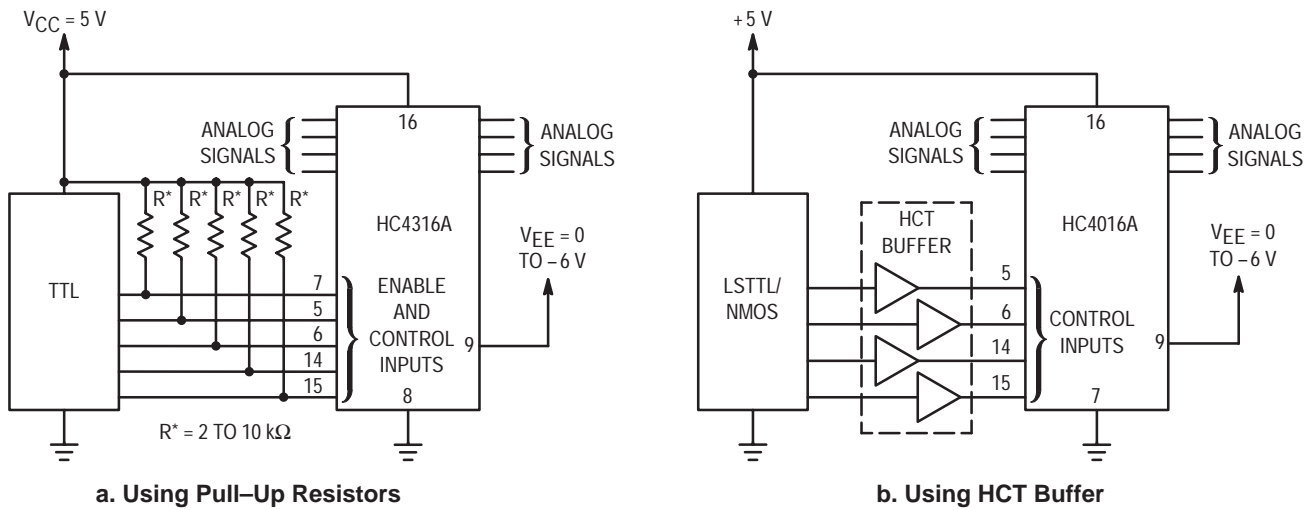 VCC = 5 V
16
ANALOG
SIGNALS
ANALOG
SIGNALS
R* R* R* R* R*
HC4316A
VEE = 0
TO – 6 V
TTL
7
5
6
14
15
ENABLE
AND
CONTROL
INPUTS
9
8
R* = 2 TO 10 kΩ
a. Using Pull–Up Resistors
+ 5 V
16
ANALOG
SIGNALS
ANALOG
SIGNALS
HCT
BUFFER
HC4016A
VEE = 0
TO – 6 V
LSTTL/
NMOS
5
6
14
15
CONTROL
INPUTS
9
7
b. Using HCT Buffer